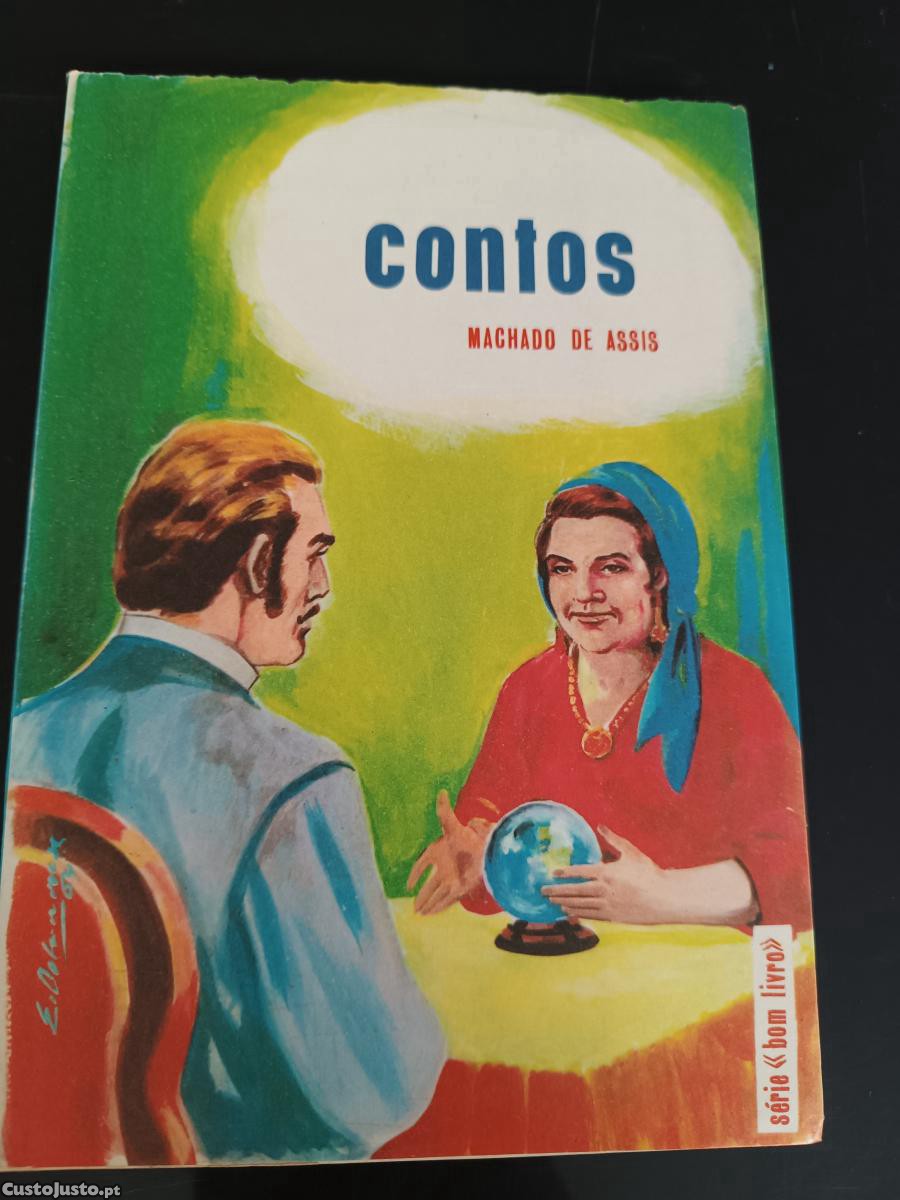 contos
MACHADO DE ASSIS
série «bom livro»
CustoJusto.pt